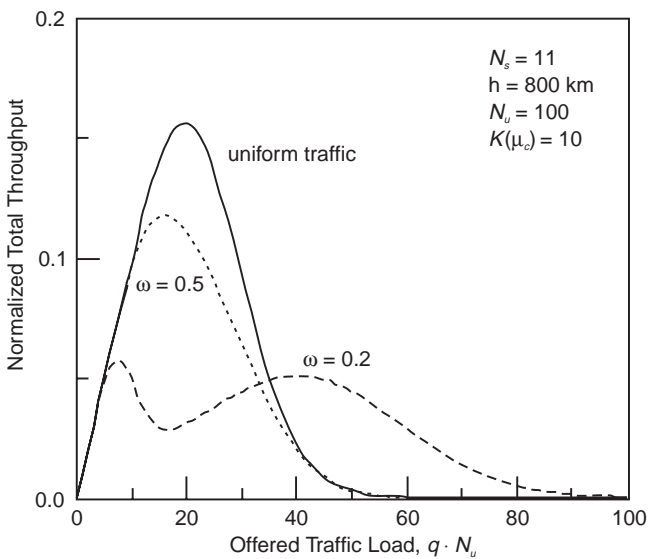 0.2
0.1
0.0
Normalized Total Throughput
N_s = 11
h = 800 km
N_u = 100
K(μ_c) = 10
uniform traffic
ω = 0.5
ω = 0.2
0 20 40 60 80 100
Offered Traffic Load, q · N_u